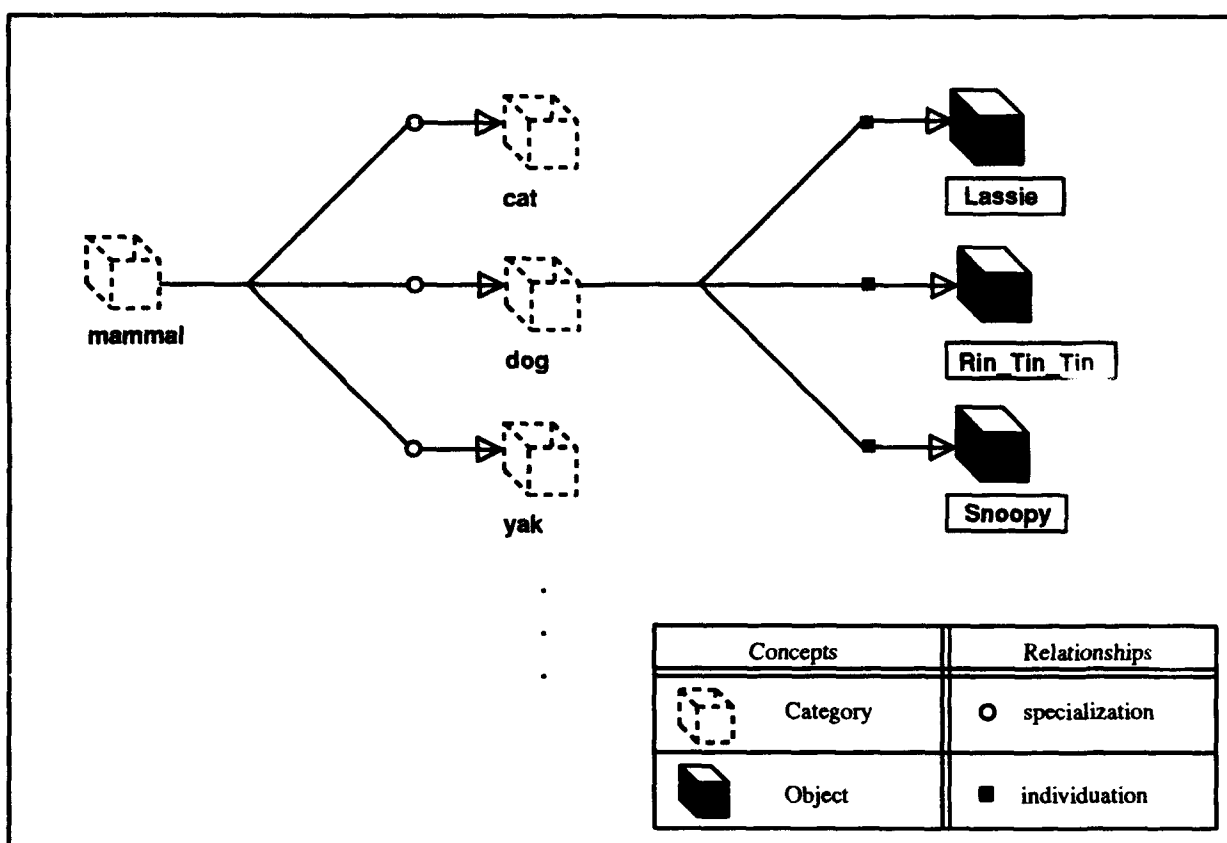 cat
Lassie
mammal
dog
Rin_Tin_Tin
yak
Snoopy
Concepts
Relationships
Category
specialization
Object
individuation